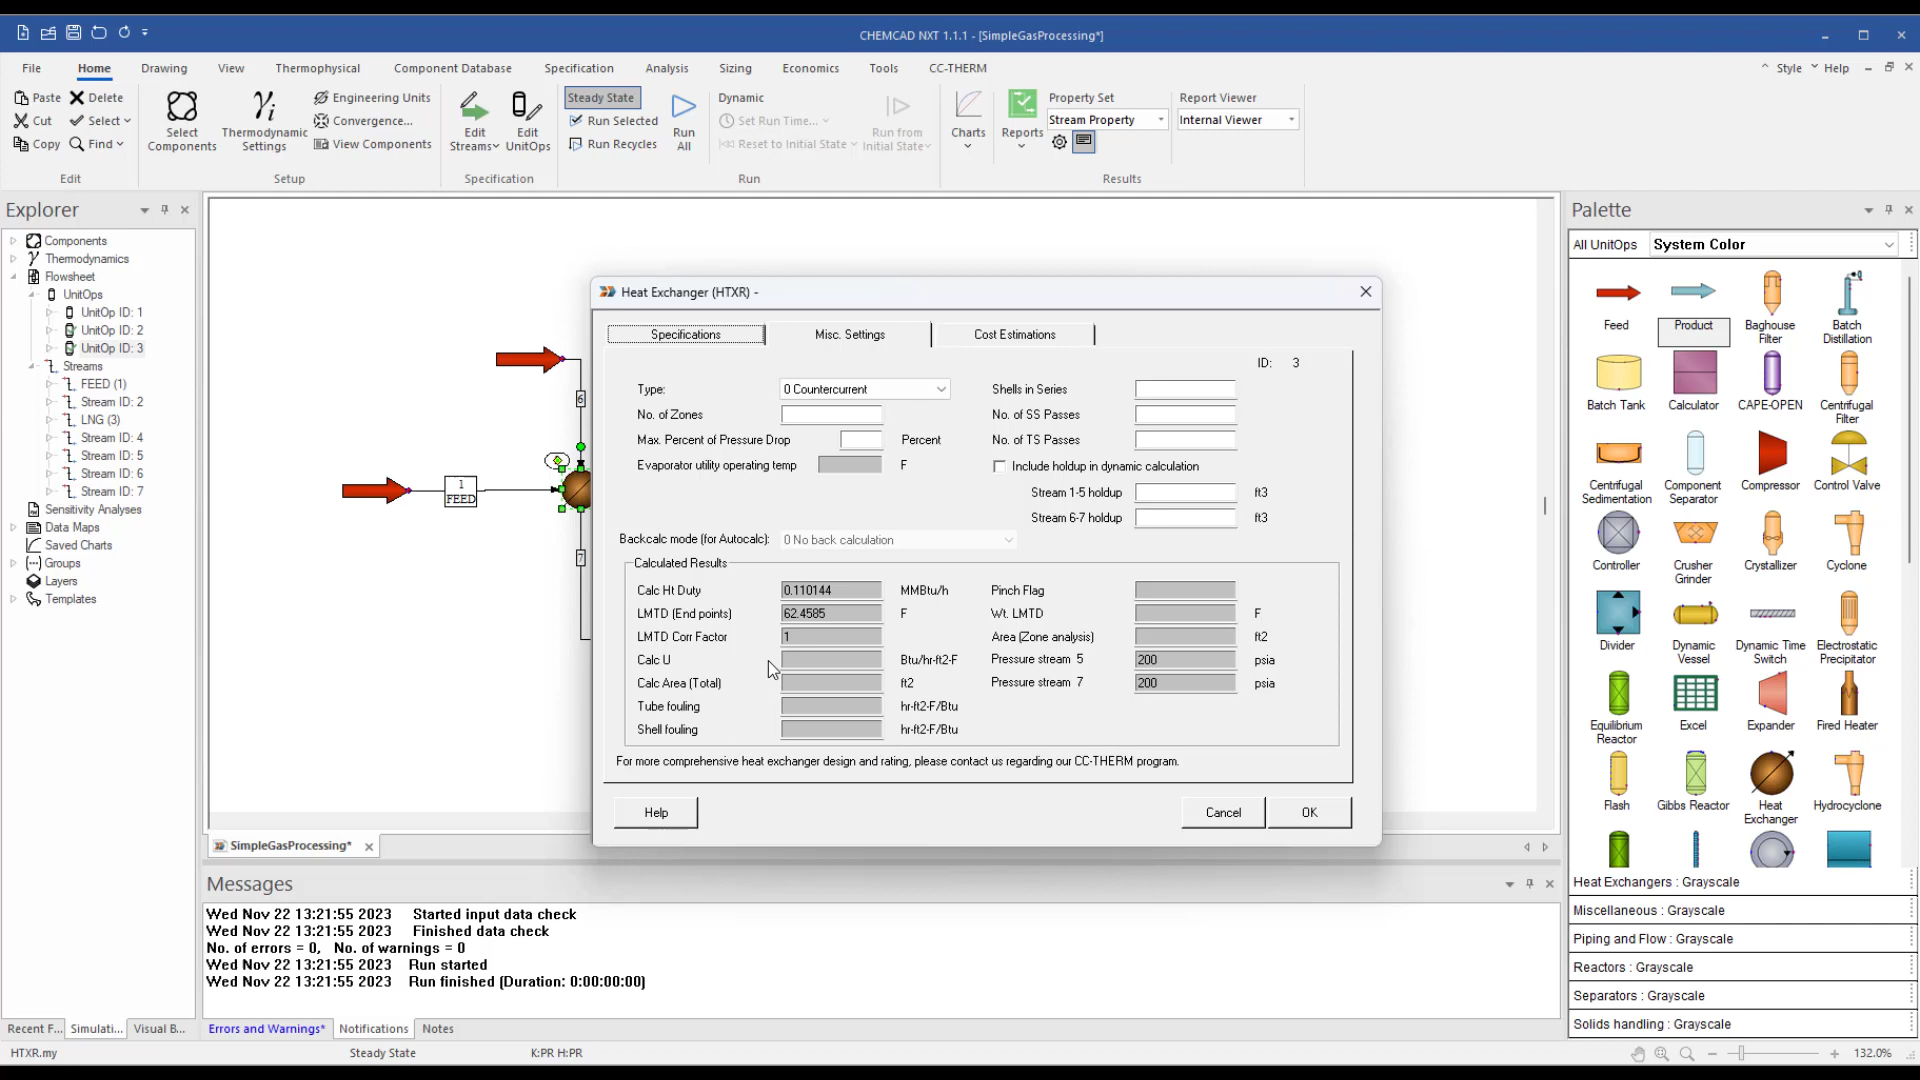 CHEMCAD NXT 1.1.1 - [SimpleGasProcessing*]
File Home Drawing View Thermophysical Component Database Specification Analysis Sizing Economics Tools CC-THERM Style Help
Paste Delete Engineering Units Steady State Dynamic Property Set Report Viewer
Cut Select Convergence... Run Selected Set Run Time... Stream Property Internal Viewer
Copy Find View Components Run Recycles Reset to Initial State
Select Components
Thermodynamic Settings
Edit Streams
Edit UnitOps
Run All
Run from Initial State
Charts
Reports
Edit Setup Specification Run Results
Explorer
Components
Thermodynamics
Flowsheet
UnitOps
UnitOp ID: 1
UnitOp ID: 2
UnitOp ID: 3
Streams
FEED (1)
Stream ID: 2
LNG (3)
Stream ID: 4
Stream ID: 5
Stream ID: 6
Stream ID: 7
Sensitivity Analyses
Data Maps
Saved Charts
Groups
Layers
Templates
Recent F... Simulati... Visual B...
6
1
FEED
7
Heat Exchanger (HTXR) -
Specifications Misc. Settings Cost Estimations
ID: 3
Type: 0 Countercurrent Shells in Series
No. of Zones No. of SS Passes
Max. Percent of Pressure Drop Percent No. of TS Passes
Evaporator utility operating temp F Include holdup in dynamic calculation
Stream 1-5 holdup ft3
Stream 6-7 holdup ft3
Backcalc mode (for Autocalc): 0 No back calculation
Calculated Results
Calc Ht Duty 0.110144 MMBtu/h Pinch Flag
LMTD (End points) 62.4585 F Wt. LMTD F
LMTD Corr Factor 1 Area (Zone analysis) ft2
Calc U Btu/hr-ft2-F Pressure stream 5 200 psia
Calc Area (Total) ft2 Pressure stream 7 200 psia
Tube fouling hr-ft2-F/Btu
Shell fouling hr-ft2-F/Btu
For more comprehensive heat exchanger design and rating, please contact us regarding our CC-THERM program.
Help Cancel OK
SimpleGasProcessing*
Messages
Wed Nov 22 13:21:55 2023 Started input data check
Wed Nov 22 13:21:55 2023 Finished data check
No. of errors = 0, No. of warnings = 0
Wed Nov 22 13:21:55 2023 Run started
Wed Nov 22 13:21:55 2023 Run finished (Duration: 0:00:00:00)
Errors and Warnings* Notifications Notes
Palette
All UnitOps System Color
Feed Product Baghouse Filter Batch Distillation
Batch Tank Calculator CAPE-OPEN Centrifugal Filter
Centrifugal Sedimentation Component Separator Compressor Control Valve
Controller Crusher Grinder Crystallizer Cyclone
Divider Dynamic Vessel Dynamic Time Switch Electrostatic Precipitator
Equilibrium Reactor Excel Expander Fired Heater
Flash Gibbs Reactor Heat Exchanger Hydrocyclone
Heat Exchangers : Grayscale
Miscellaneous : Grayscale
Piping and Flow : Grayscale
Reactors : Grayscale
Separators : Grayscale
Solids handling : Grayscale
HTXR.my Steady State K:PR H:PR 132.0%